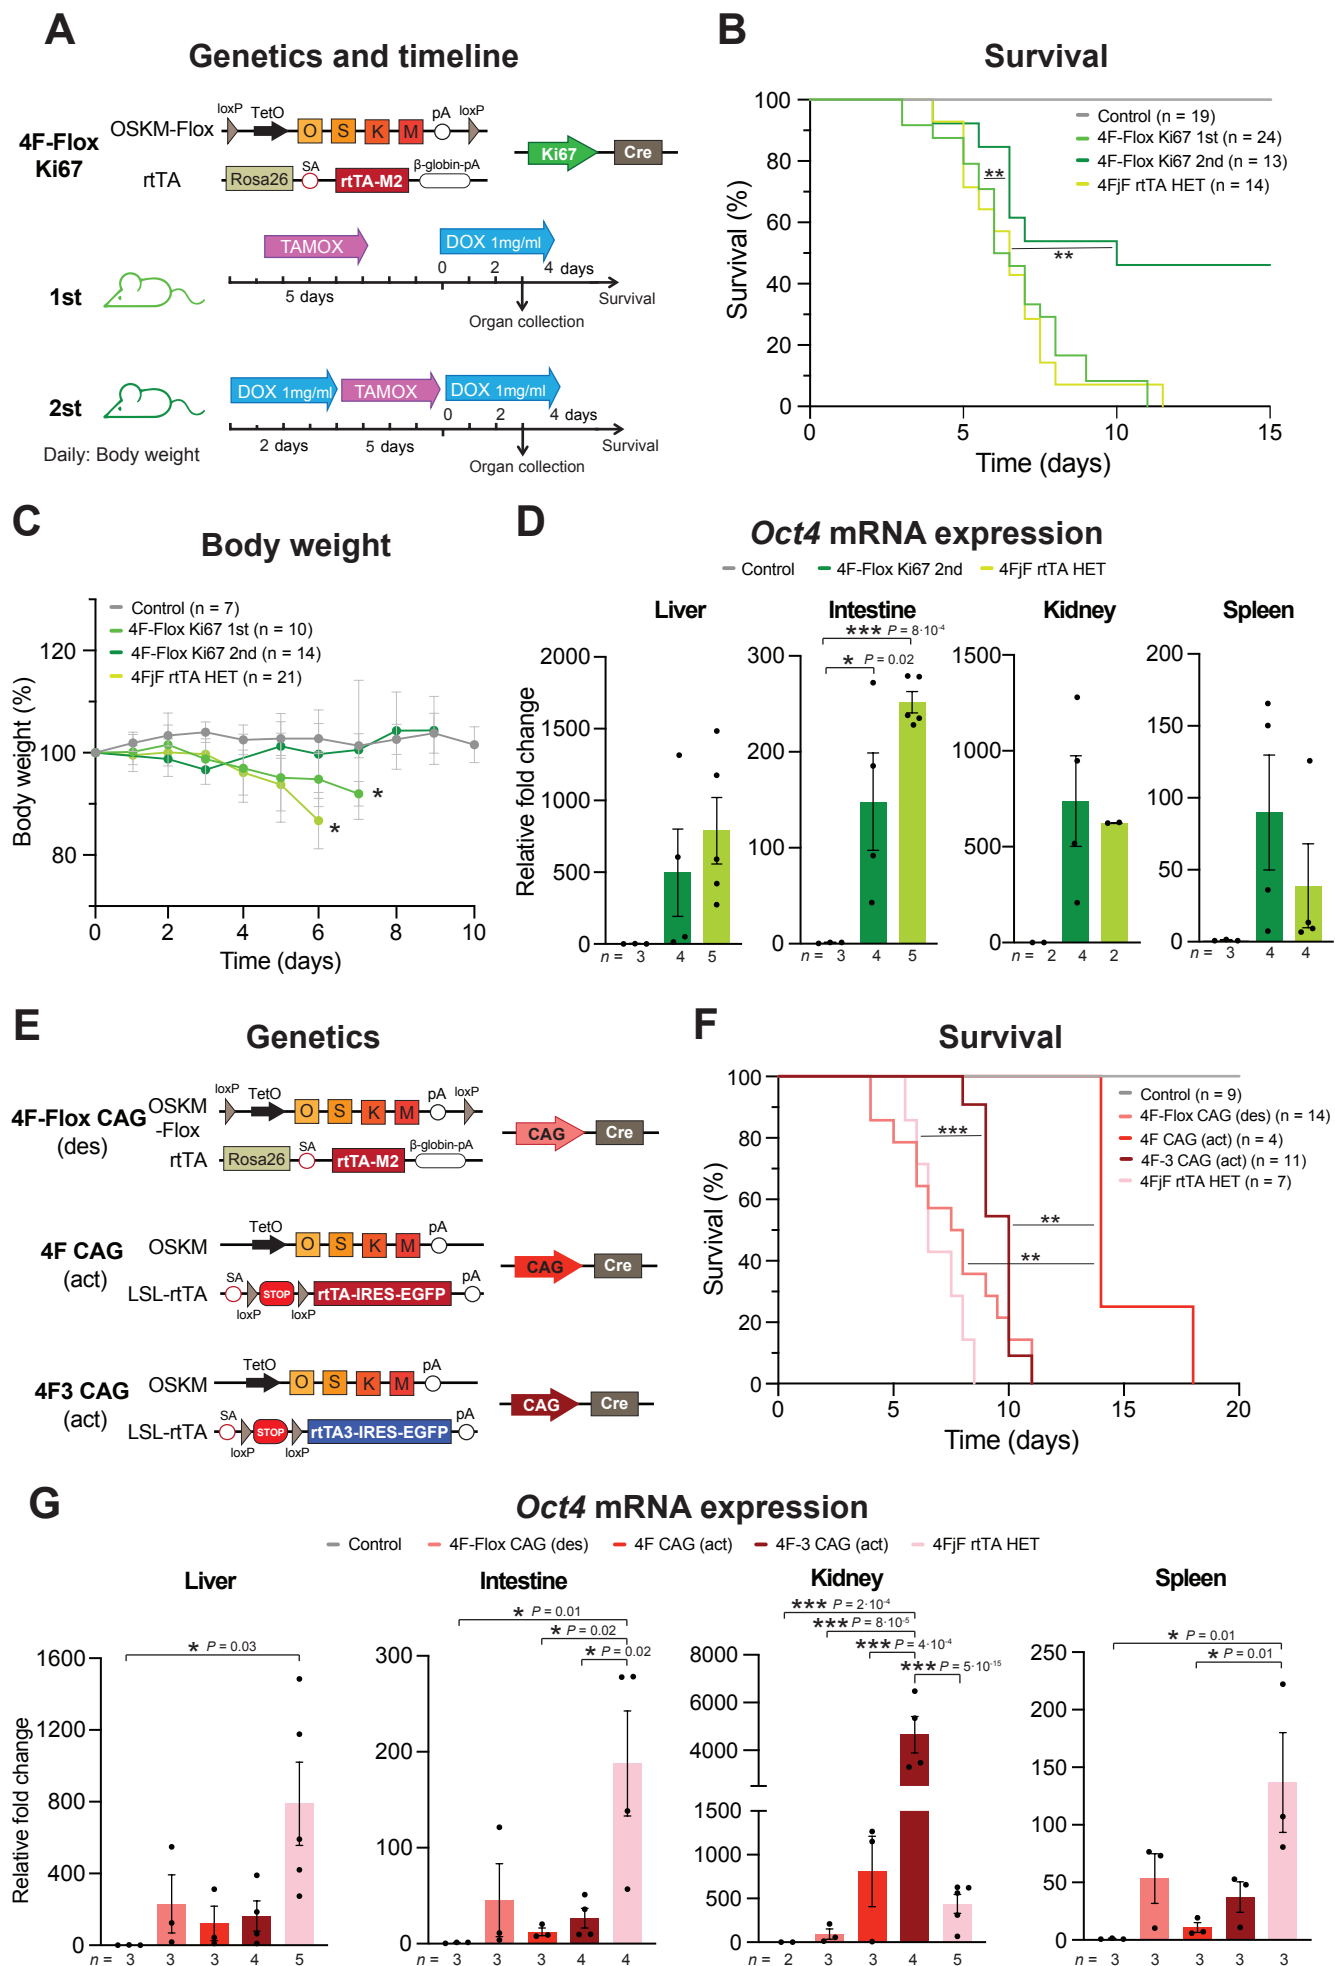 A
Genetics and timeline
4F-Flox
Ki67
loxP TetO pA loxP
OSKM-Flox O S K M
Ki67 Cre
SA β-globin-pA
rtTA Rosa26 rtTA-M2
TAMOX DOX 1mg/ml
0 2 4 days
1st
5 days Survival
Organ collection
DOX 1mg/ml TAMOX DOX 1mg/ml
0 2 4 days
2st
2 days 5 days Survival
Daily: Body weight
Organ collection
B
Survival
Survival (%)
100
80
60
40
20
0
Control (n = 19)
4F-Flox Ki67 1st (n = 24)
4F-Flox Ki67 2nd (n = 13)
4FjF rtTA HET (n = 14)
**
**
0 5 10 15
Time (days)
C
Body weight
Body weight (%)
120
100
80
Control (n = 7)
4F-Flox Ki67 1st (n = 10)
4F-Flox Ki67 2nd (n = 14)
4FjF rtTA HET (n = 21)
*
*
0 2 4 6 8 10
Time (days)
D
Oct4 mRNA expression
Control 4F-Flox Ki67 2nd 4FjF rtTA HET
Relative fold change
Liver
2000
1500
1000
500
0
n = 3 4 5
Intestine
*** P = 8·10-4
* P = 0.02
300
200
100
0
n = 3 4 5
Kidney
1500
1000
500
0
n = 2 4 2
Spleen
200
150
100
50
0
n = 3 4 4
E
Genetics
4F-Flox CAG
(des)
loxP TetO pA loxP
OSKM
-Flox
O S K M
CAG Cre
SA β-globin-pA
rtTA Rosa26 rtTA-M2
4F CAG
(act)
TetO pA
OSKM O S K M
CAG Cre
SA pA
LSL-rtTA STOP rtTA-IRES-EGFP
loxP loxP
4F3 CAG
(act)
TetO pA
OSKM O S K M
CAG Cre
SA pA
LSL-rtTA STOP rtTA3-IRES-EGFP
loxP loxP
F
Survival
Survival (%)
100
80
60
40
20
0
Control (n = 9)
4F-Flox CAG (des) (n = 14)
4F CAG (act) (n = 4)
4F-3 CAG (act) (n = 11)
4FjF rtTA HET (n = 7)
***
**
**
0 5 10 15 20
Time (days)
G
Oct4 mRNA expression
Control 4F-Flox CAG (des) 4F CAG (act) 4F-3 CAG (act) 4FjF rtTA HET
Relative fold change
Liver
* P = 0.03
1600
1200
800
400
0
n = 3 3 3 4 5
Intestine
* P = 0.01
* P = 0.02
* P = 0.02
300
200
100
0
n = 3 3 3 4 4
Kidney
*** P = 2·10-4
*** P = 8·10-5
*** P = 4·10-4
*** P = 5·10-15
8000
6000
4000
1500
1000
500
0
n = 2 3 3 4 5
Spleen
* P = 0.01
* P = 0.01
250
200
150
100
50
0
n = 3 3 3 3 3